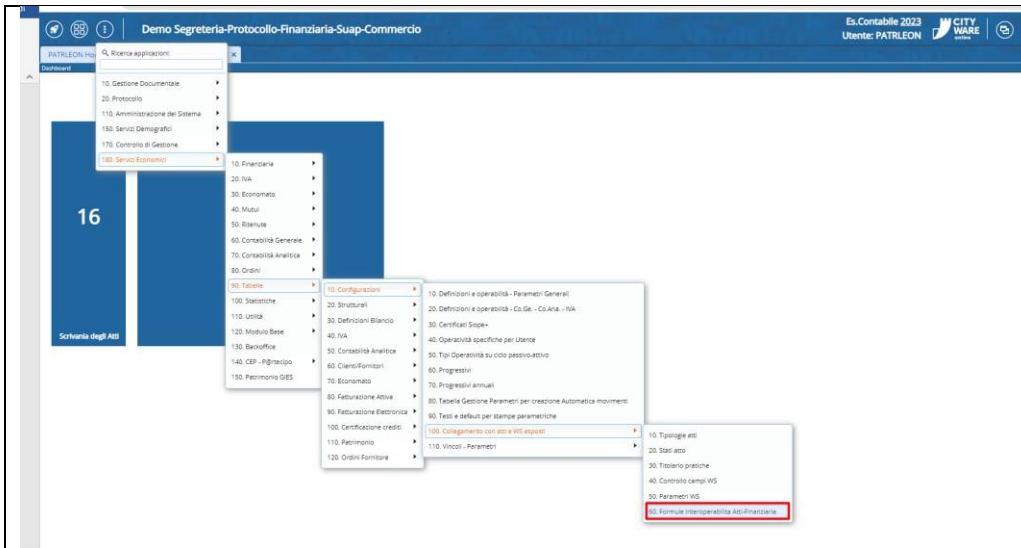 Demo Segreteria-Protocollo-Finanziaria-Suap-Commercio
Es.Contabile 2023
Utente: PATRLEON
CITY
WARE
online
PATRLEON Ho
Dashboard
Ricerca applicazioni:
10. Gestione Documentale
20. Protocollo
110. Amministrazione del Sistema
150. Servizi Demografici
170. Controllo di Gestione
180. Servizi Economici
16
Scrivania degli Atti
10. Finanziaria
20. IVA
30. Economato
40. Mutui
50. Ritenute
60. Contabilità Generale
70. Contabilità Analitica
80. Ordini
90. Tabelle
100. Statistiche
110. Utilità
120. Modulo Base
130. Backoffice
140. CEP - P@rtecipo
150. Patrimonio GIES
10. Configurazioni
20. Strutturali
30. Definizioni Bilancio
40. IVA
50. Contabilità Analitica
60. Clienti/Fornitori
70. Economato
80. Fatturazione Attiva
90. Fatturazione Elettronica
100. Certificazione crediti
110. Patrimonio
120. Ordini Fornitore
10. Definizioni e operabilità - Parametri Generali
20. Definizioni e operabilità - Co.Ge. - Co.Ana. - IVA
30. Certificati Siope+
40. Operatività specifiche per Utente
50. Tipi Operatività su ciclo passivo-attivo
60. Progressivi
70. Progressivi annuali
80. Tabella Gestione Parametri per creazione Automatica movimenti
90. Testi e default per stampe parametriche
100. Collegamento con atti e WS esposti
110. Vincoli - Parametri
10. Tipologie atti
20. Stati atto
30. Titolario pratiche
40. Controllo campi WS
50. Parametri WS
60. Formule Interoperabilita Atti-Finanziaria